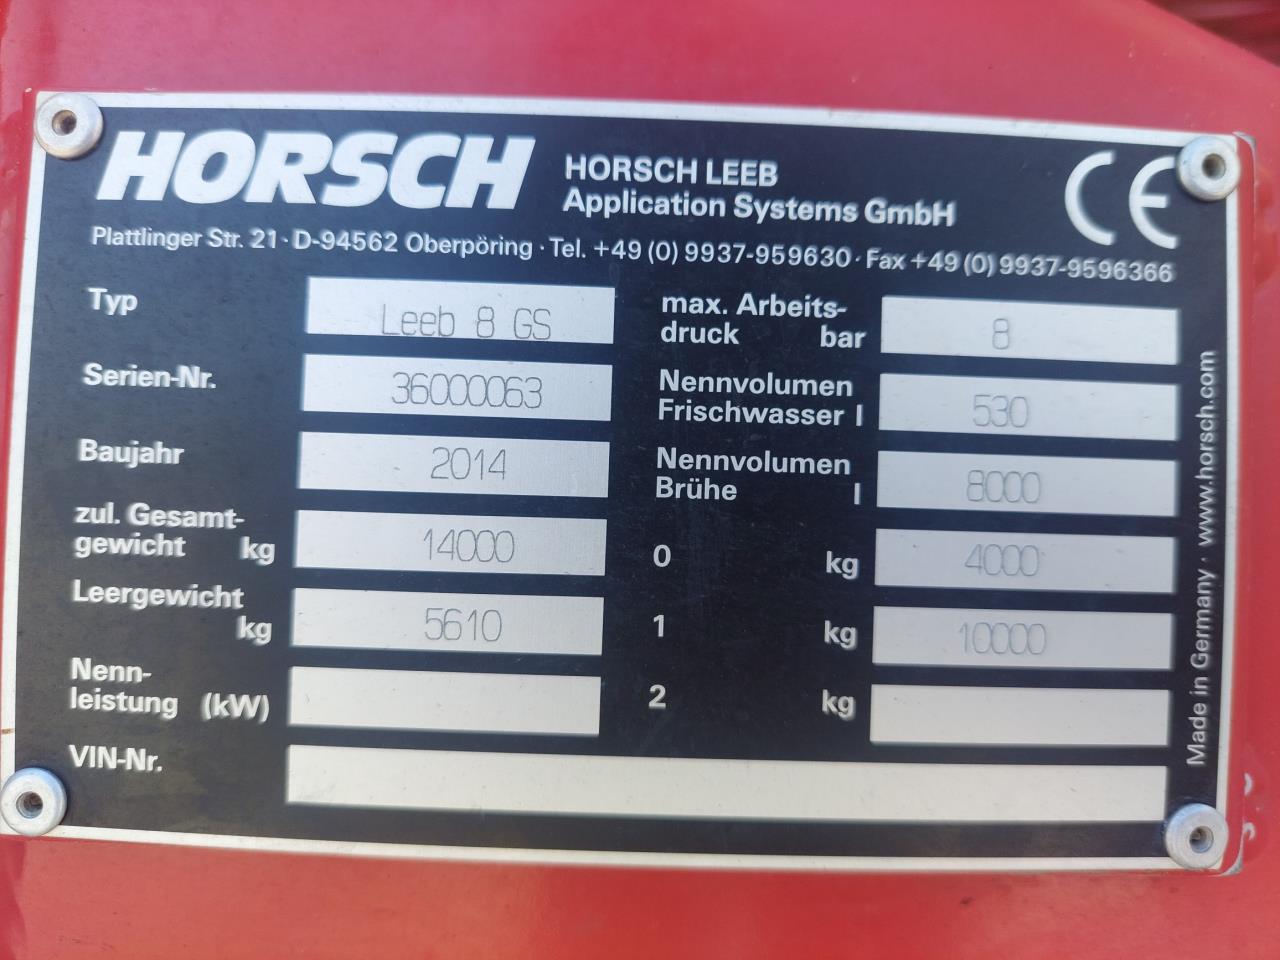 HORSCH
HORSCH LEEB
Application Systems GmbH
CE
Plattlinger Str. 21 · D-94562 Oberpöring · Tel. +49 (0) 9937-959630 · Fax +49 (0) 9937-9596366
Typ Leeb 8 GS
Serien-Nr. 36000063
Baujahr 2014
zul. Gesamt-
gewicht kg 14000
Leergewicht
kg 5610
Nenn-
leistung (kW)
VIN-Nr.
max. Arbeits-
druck bar 8
Nennvolumen
Frischwasser l 530
Nennvolumen
Brühe l 8000
0 kg 4000
1 kg 10000
2 kg
Made in Germany · www.horsch.com